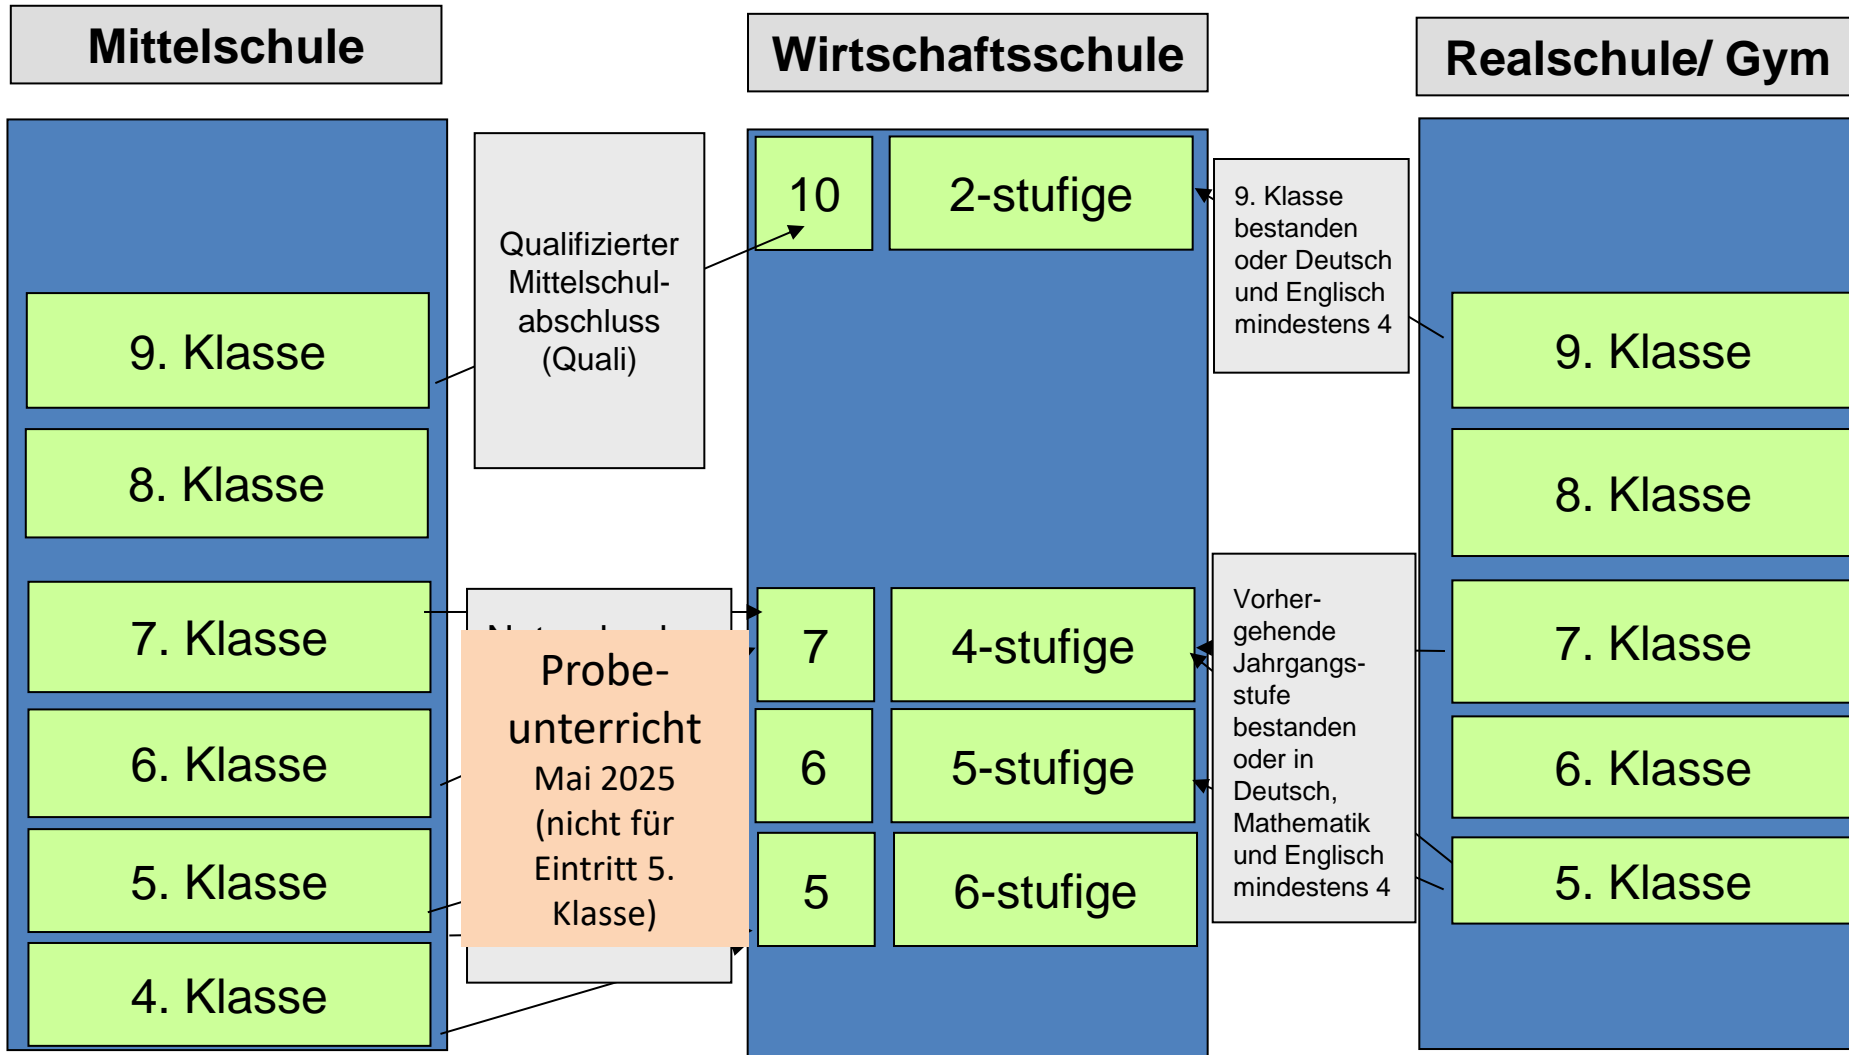 Mittelschule
Wirtschaftsschule
Realschule/ Gym
9. Klasse
8. Klasse
7. Klasse
6. Klasse
5. Klasse
4. Klasse
Qualifizierter
Mittelschul-
abschluss
(Quali)
Probe-
unterricht
Mai 2025
(nicht für
Eintritt 5.
Klasse)
10
2-stufige
7
4-stufige
6
5-stufige
5
6-stufige
9. Klasse
bestanden
oder Deutsch
und Englisch
mindestens 4
Vorher-
gehende
Jahrgangs-
stufe
bestanden
oder in
Deutsch,
Mathematik
und Englisch
mindestens 4
9. Klasse
8. Klasse
7. Klasse
6. Klasse
5. Klasse